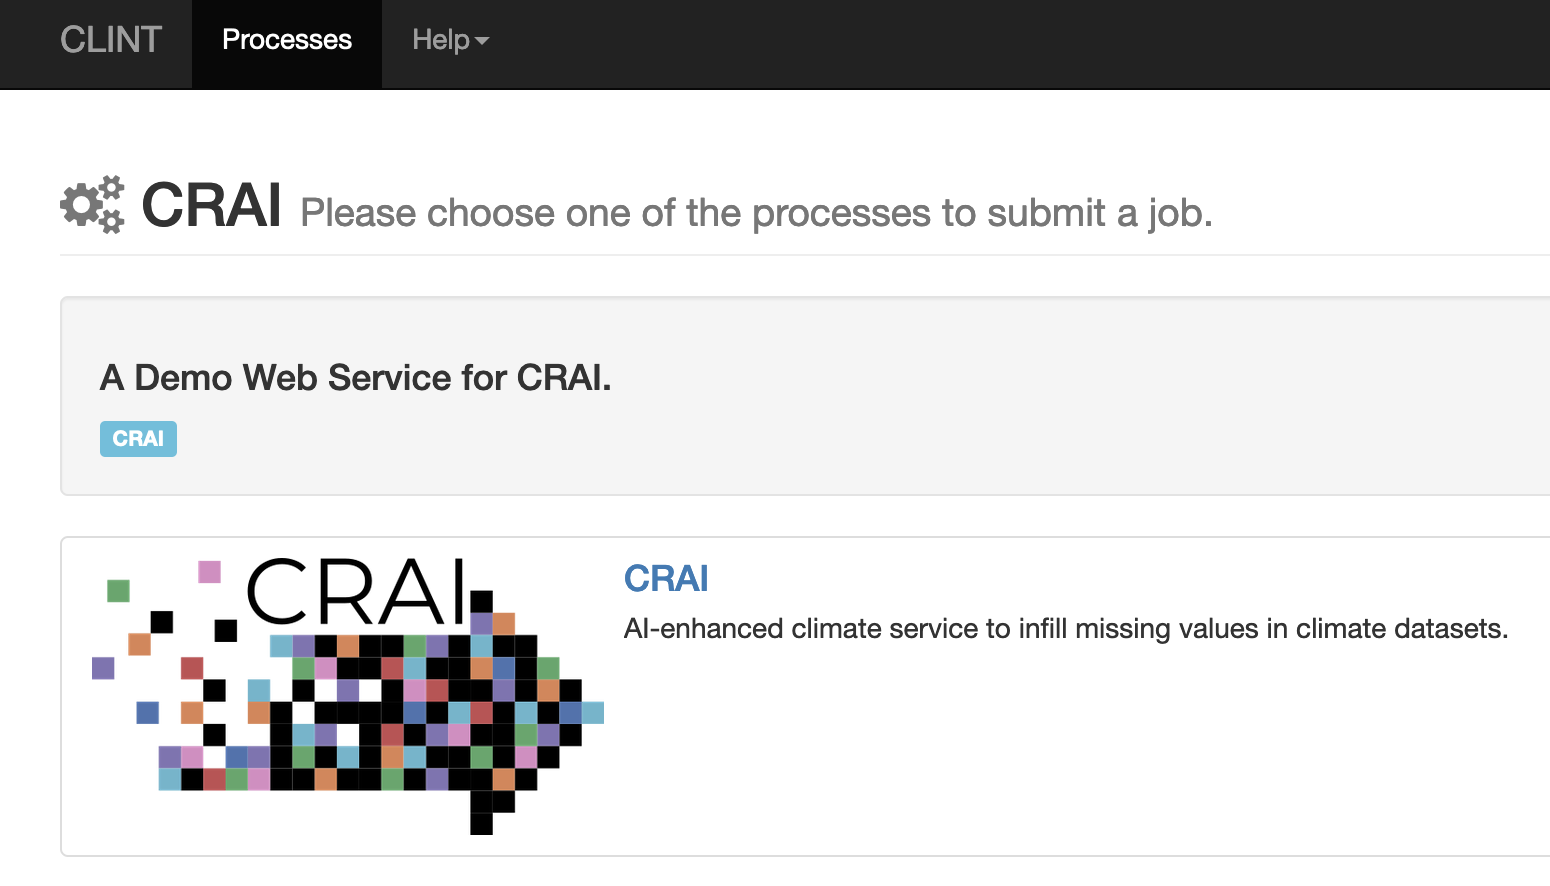 CLINT Processes Help
CRAI Please choose one of the processes to submit a job.
A Demo Web Service for CRAI.
CRAI
CRAI
CRAI
AI-enhanced climate service to infill missing values in climate datasets.